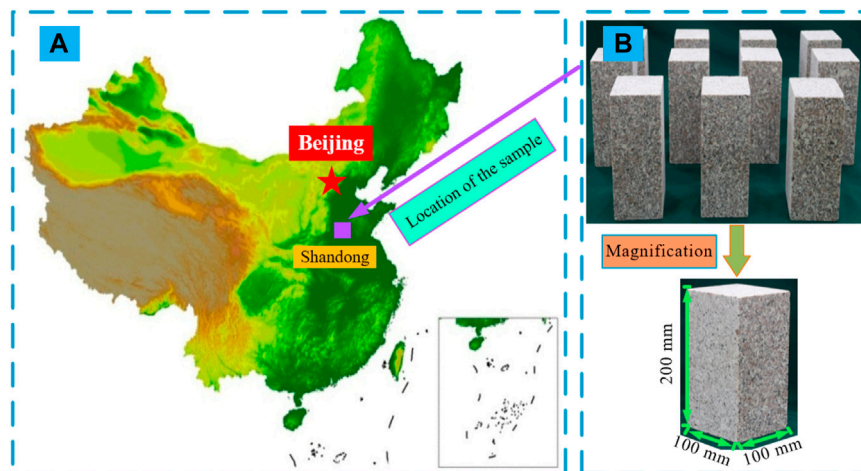 A
Beijing
Location of the sample
Shandong
B
Magnification
200 mm
100 mm
100 mm